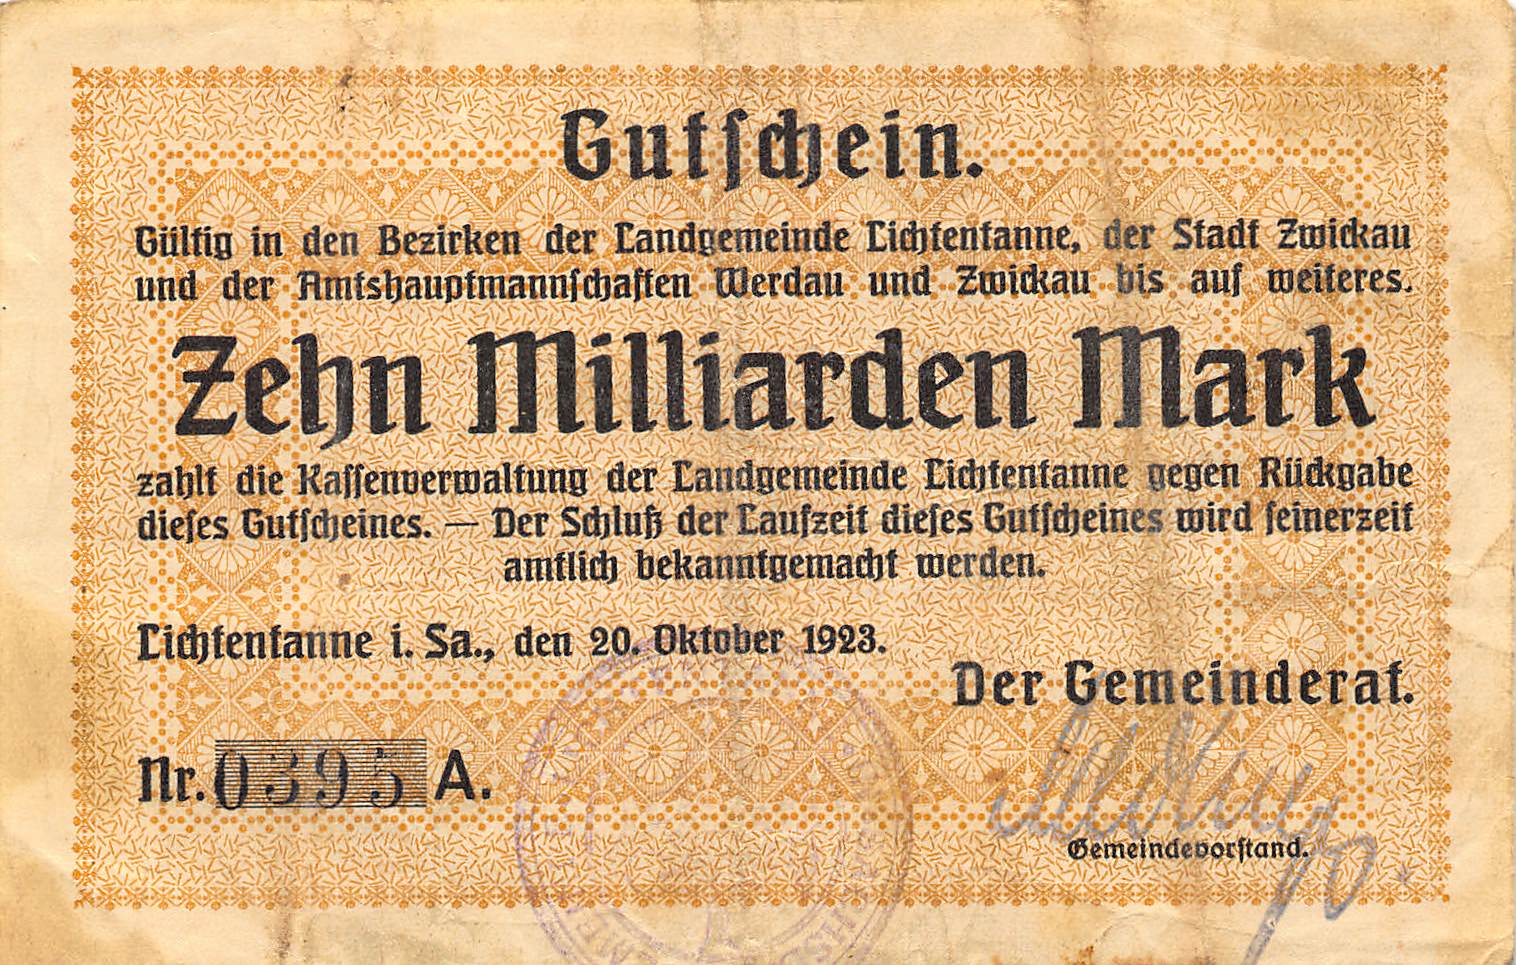 Gutschein.
Gültig in den Bezirken der Landgemeinde Lichtentanne, der Stadt Zwickau
und der Amtshauptmannschaften Werdau und Zwickau bis auf weiteres.
Zehn Milliarden Mark
zahlt die Kassenverwaltung der Landgemeinde Lichtentanne gegen Rückgabe
dieses Gutscheines. — Der Schluß der Laufzeit dieses Gutscheines wird seinerzeit
amtlich bekanntgemacht werden.
Lichtentanne i. Sa., den 20. Oktober 1923.
Der Gemeinderat.
Nr. 0395 A.
Gemeindevorstand.